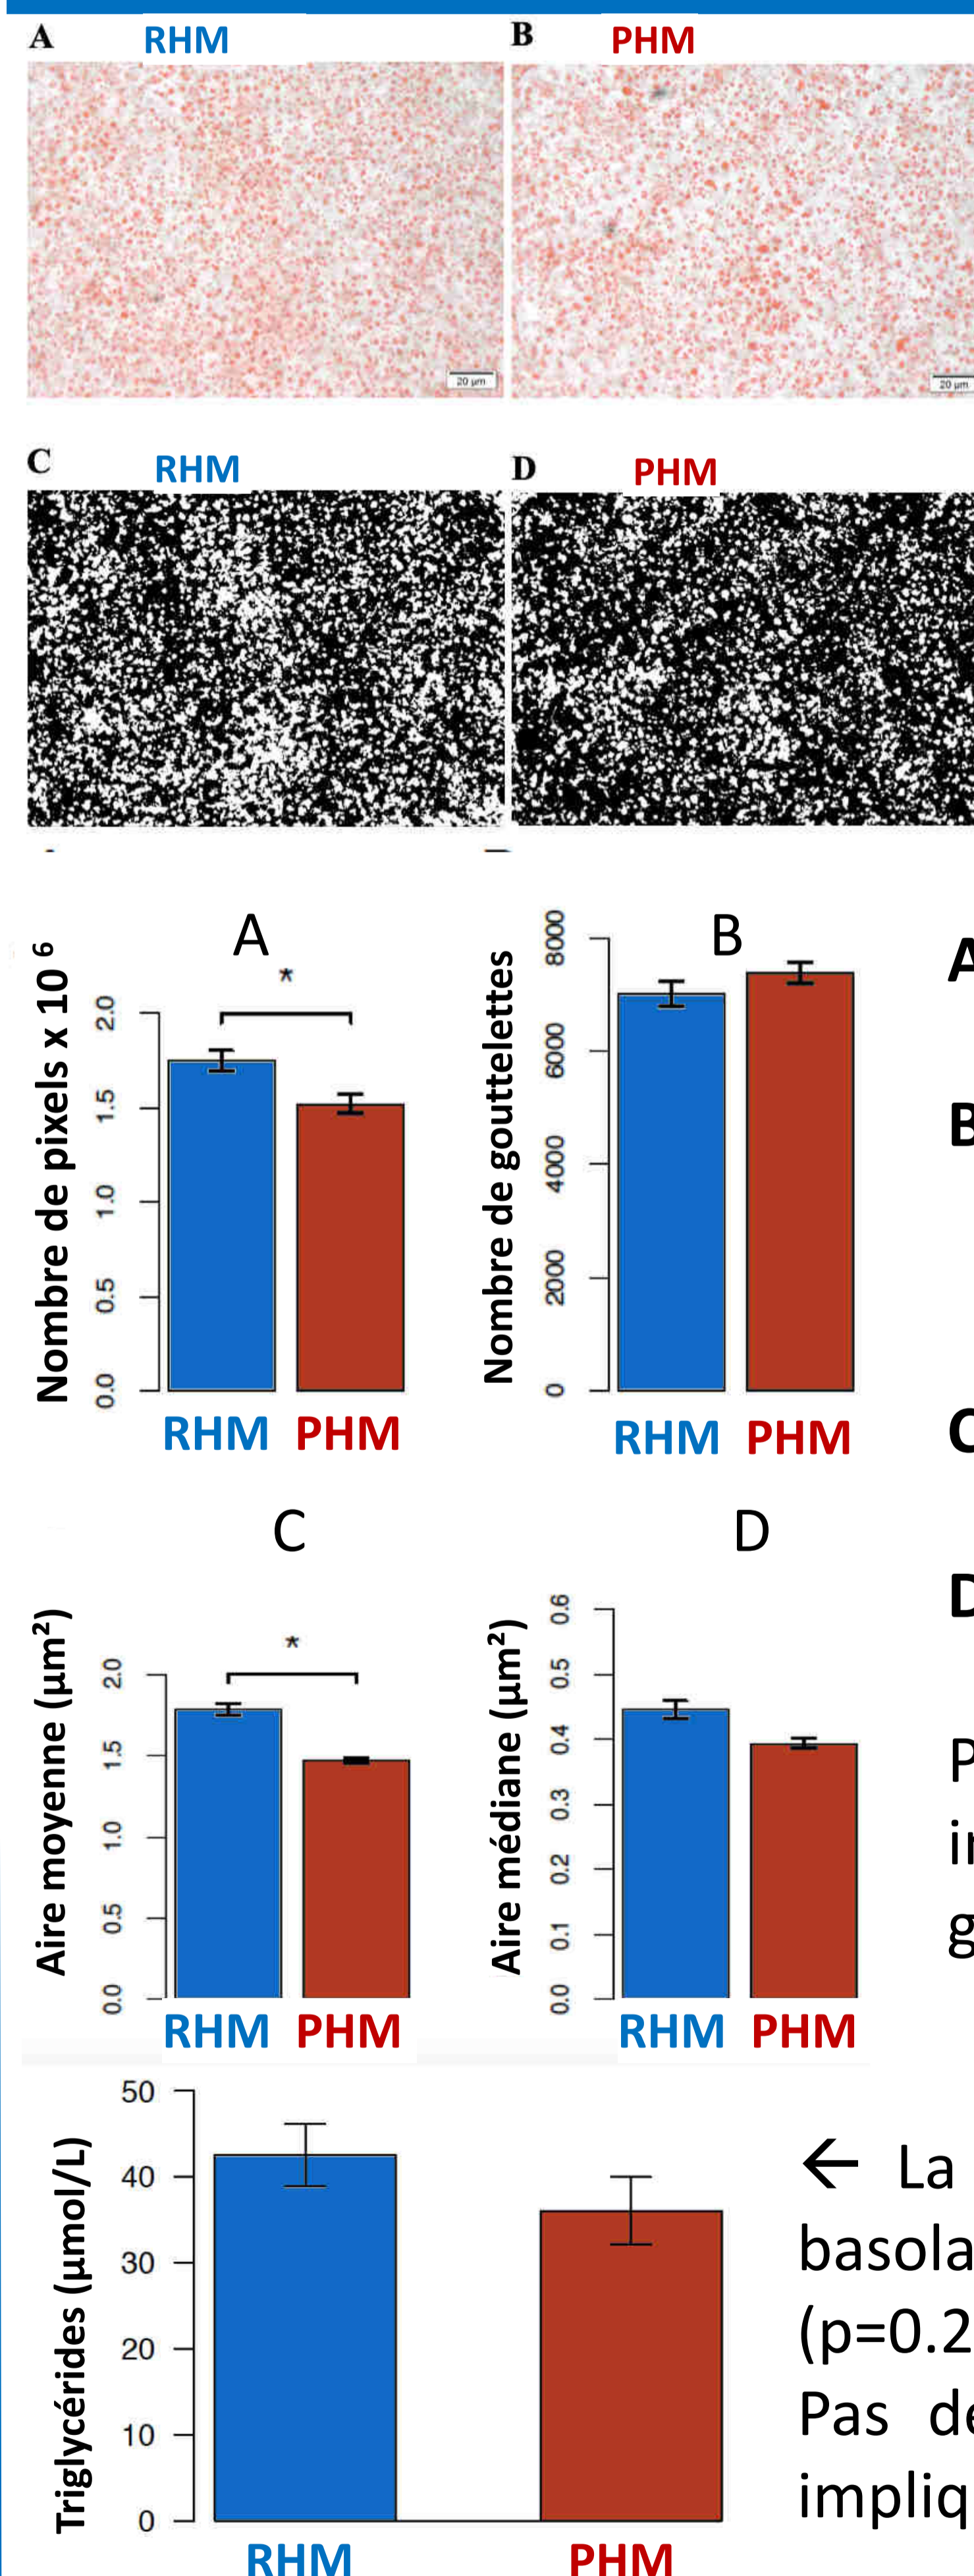 A RHM
B PHM
20 µm
20 µm
C RHM
D PHM
A
*
Nombre de pixels x 10 6
2.0
1.5
1.0
0.5
0.0
RHM PHM
B
Nombre de gouttelettes
8000
6000
4000
2000
0
RHM PHM
A
B
C
D
C
*
Aire moyenne (µm²)
2.0
1.5
1.0
0.5
0.0
RHM PHM
D
Aire médiane (µm²)
0.6
0.5
0.4
0.3
0.2
0.1
0.0
RHM PHM
P
g
Triglycérides (µmol/L)
50
40
30
20
10
0
RHM PHM
← La
basola
(p=0.2
Pas de
impliq